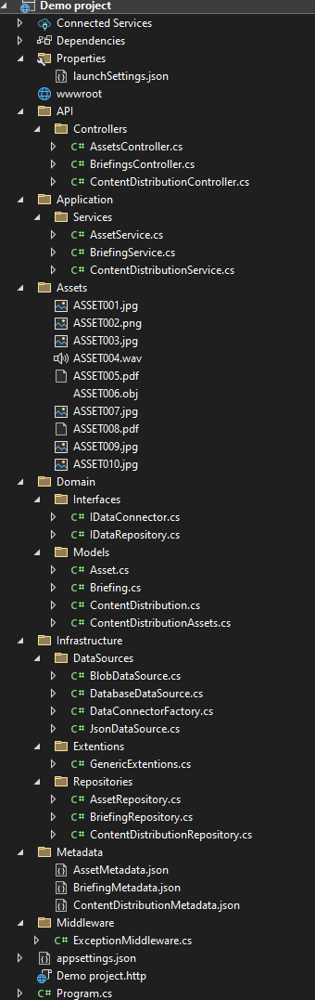 Demo project
Connected Services
Dependencies
Properties
launchSettings.json
wwwroot
API
Controllers
C# AssetsController.cs
C# BriefingsController.cs
C# ContentDistributionController.cs
Application
Services
C# AssetService.cs
C# BriefingService.cs
C# ContentDistributionService.cs
Assets
ASSET001.jpg
ASSET002.png
ASSET003.jpg
ASSET004.wav
ASSET005.pdf
ASSET006.obj
ASSET007.jpg
ASSET008.pdf
ASSET009.jpg
ASSET010.jpg
Domain
Interfaces
C# IDataConnector.cs
C# IDataRepository.cs
Models
C# Asset.cs
C# Briefing.cs
C# ContentDistribution.cs
C# ContentDistributionAssets.cs
Infrastructure
DataSources
C# BlobDataSource.cs
C# DatabaseDataSource.cs
C# DataConnectorFactory.cs
C# JsonDataSource.cs
Extentions
C# GenericExtentions.cs
Repositories
C# AssetRepository.cs
C# BriefingRepository.cs
C# ContentDistributionRepository.cs
Metadata
AssetMetadata.json
BriefingMetadata.json
ContentDistributionMetadata.json
Middleware
C# ExceptionMiddleware.cs
appsettings.json
Demo project.http
C# Program.cs